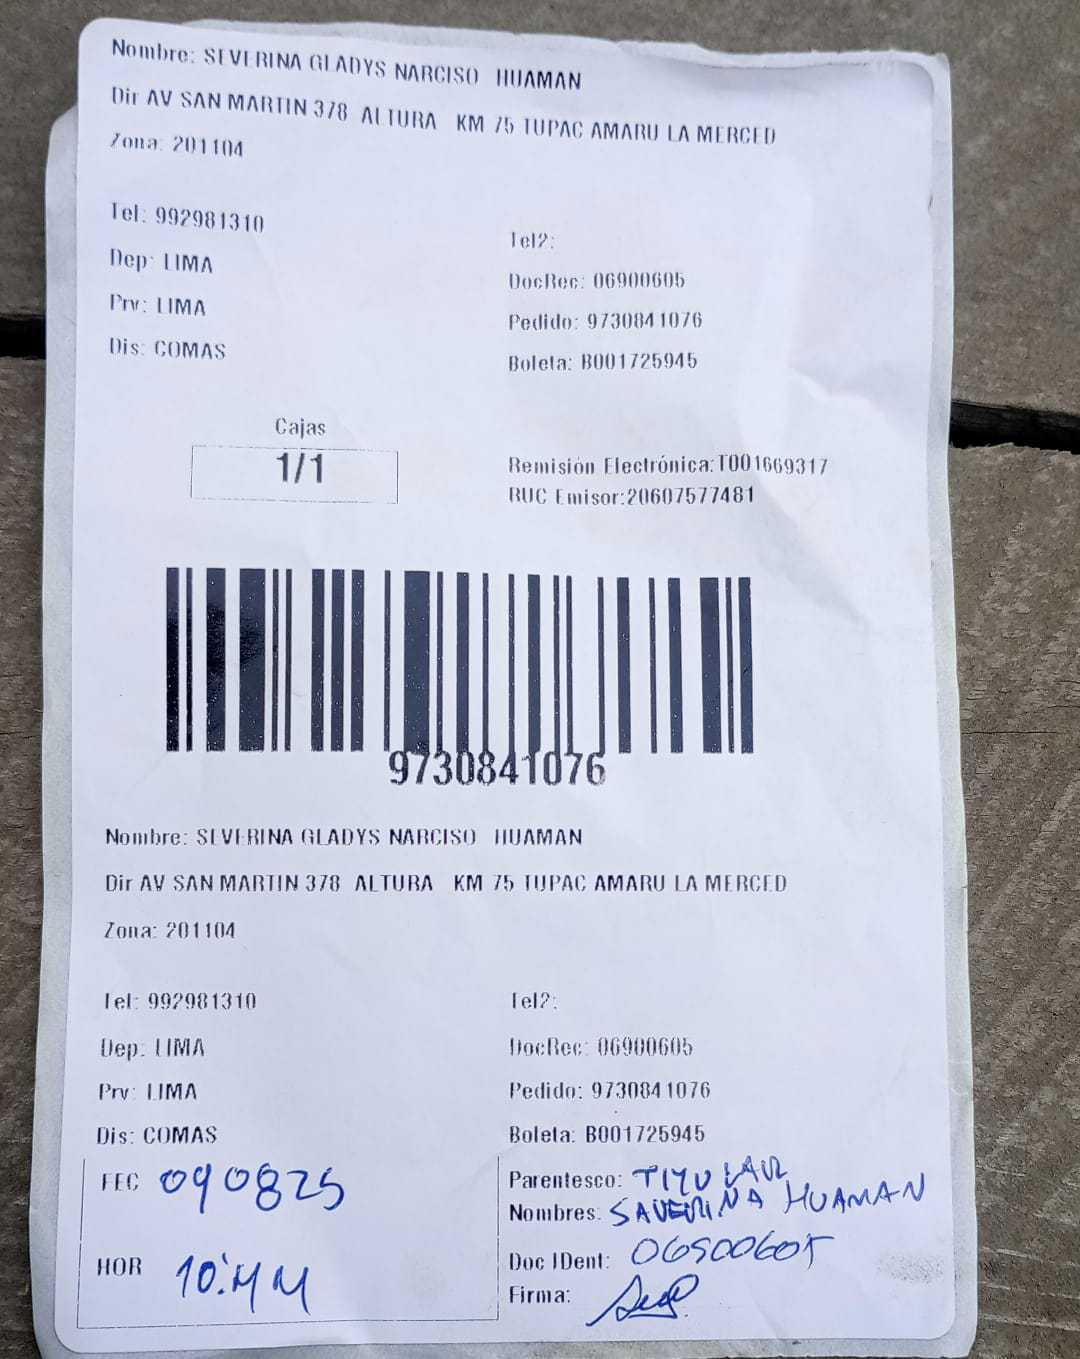 Nombre: SEVERINA GLADYS NARCISO HUAMAN
Dir AV SAN MARTIN 378 ALTURA KM 75 TUPAC AMARU LA MERCED
Zona: 201104
Tel: 992981310
Tel2:
Dep: LIMA
DocRec: 06900605
Prv: LIMA
Pedido: 9730841076
Dis: COMAS
Boleta: B001725945
Cajas
1/1
Remisión Electrónica:T001669317
RUC Emisor:20607577481
9730841076
Nombre: SEVERINA GLADYS NARCISO HUAMAN
Dir AV SAN MARTIN 378 ALTURA KM 75 TUPAC AMARU LA MERCED
Zona: 201104
Tel: 992981310
Tel2:
Dep: LIMA
DocRec: 06900605
Prv: LIMA
Pedido: 9730841076
Dis: COMAS
Boleta: B001725945
FEC 090825
Parentesco:
Nombres: SAVERINA HUAMAN
HOR
Doc IDent: 06900605
Firma: